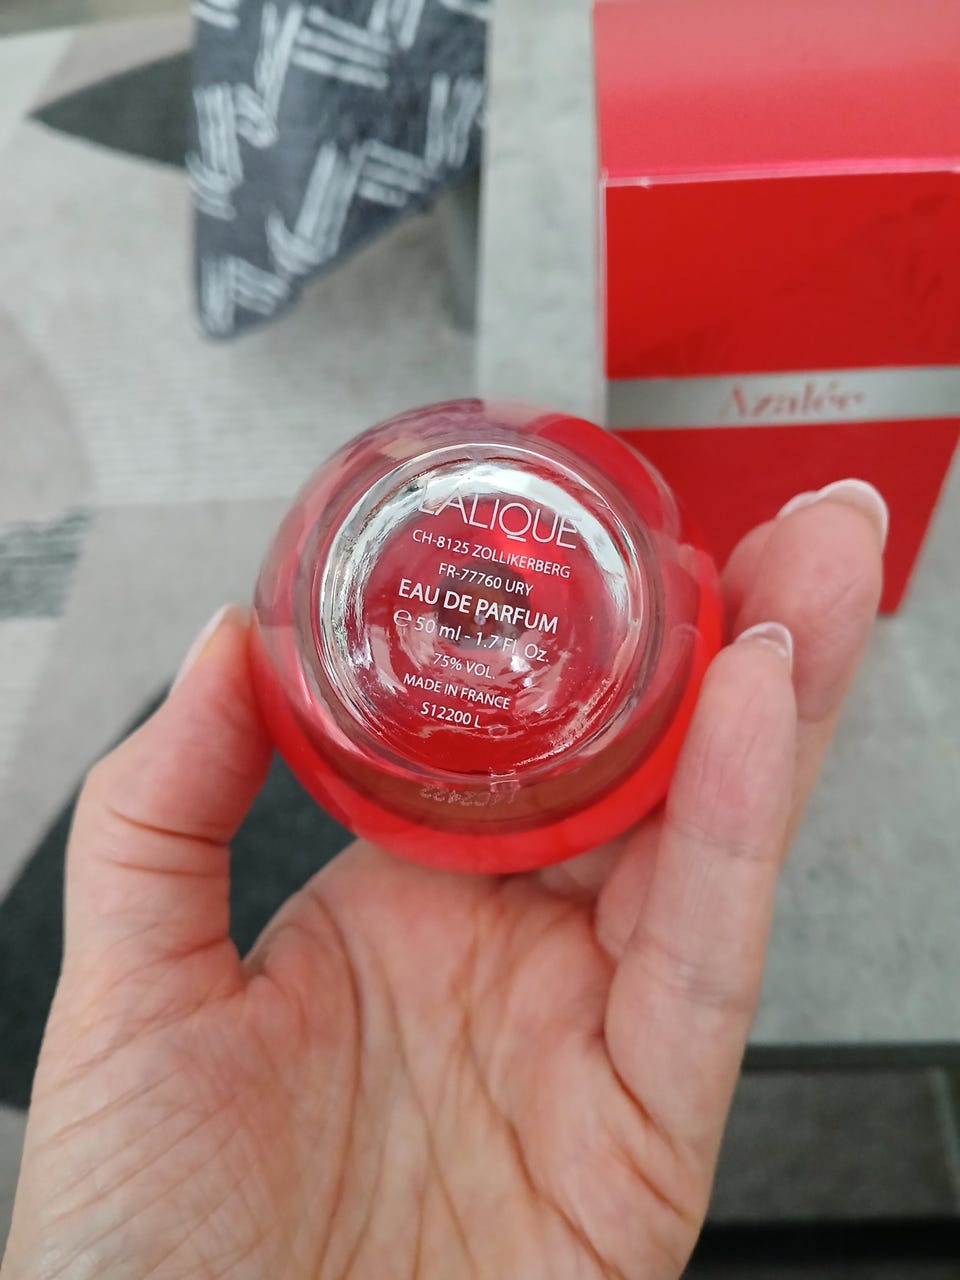 Azalée
LALIQUE
CH-8125 ZOLLIKERBERG
FR-77760 URY
EAU DE PARFUM
℮ 50 ml - 1.7 Fl. Oz.
75% VOL.
MADE IN FRANCE
S12200 L